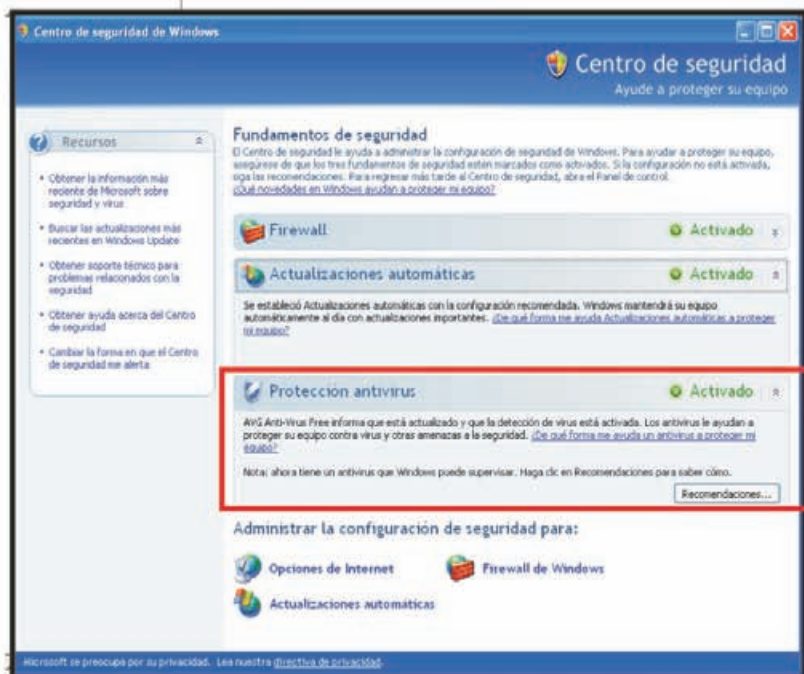 Centro de seguridad de Windows
Centro de seguridad
Ayude a proteger su equipo
Recursos
• Obtener la información más
reciente de Microsoft sobre
seguridad y virus
• Buscar las actualizaciones más
recientes en Windows Update
• Obtener soporte técnico para
problemas relacionados con la
seguridad
• Obtener ayuda acerca del Centro
de seguridad
• Cambiar la forma en que el Centro
de seguridad me alerta
Fundamentos de seguridad
El Centro de seguridad le ayuda a administrar la configuración de seguridad de Windows. Para ayudar a proteger su equipo,
asegúrese de que los tres fundamentos de seguridad estén marcados como activados. Si la configuración no está activada,
siga las recomendaciones. Para regresar más tarde al Centro de seguridad, abra el Panel de control.
¿Qué novedades en Windows ayudan a proteger mi equipo?
Firewall Activado
Actualizaciones automáticas Activado
Se estableció Actualizaciones automáticas con la configuración recomendada. Windows mantendrá su equipo
automáticamente al día con actualizaciones importantes. ¿De qué forma me ayuda Actualizaciones automáticas a proteger
mi equipo?
Protección antivirus Activado
AVG Anti-Virus Free informa que está actualizado y que la detección de virus está activada. Los antivirus le ayudan a
proteger su equipo contra virus y otras amenazas a la seguridad. ¿De qué forma me ayuda un antivirus a proteger mi
equipo?
Nota: ahora tiene un antivirus que Windows puede supervisar. Haga clic en Recomendaciones para saber cómo.
Recomendaciones...
Administrar la configuración de seguridad para:
Opciones de Internet
Firewall de Windows
Actualizaciones automáticas
Microsoft se preocupa por su privacidad. Lea nuestra directiva de privacidad.